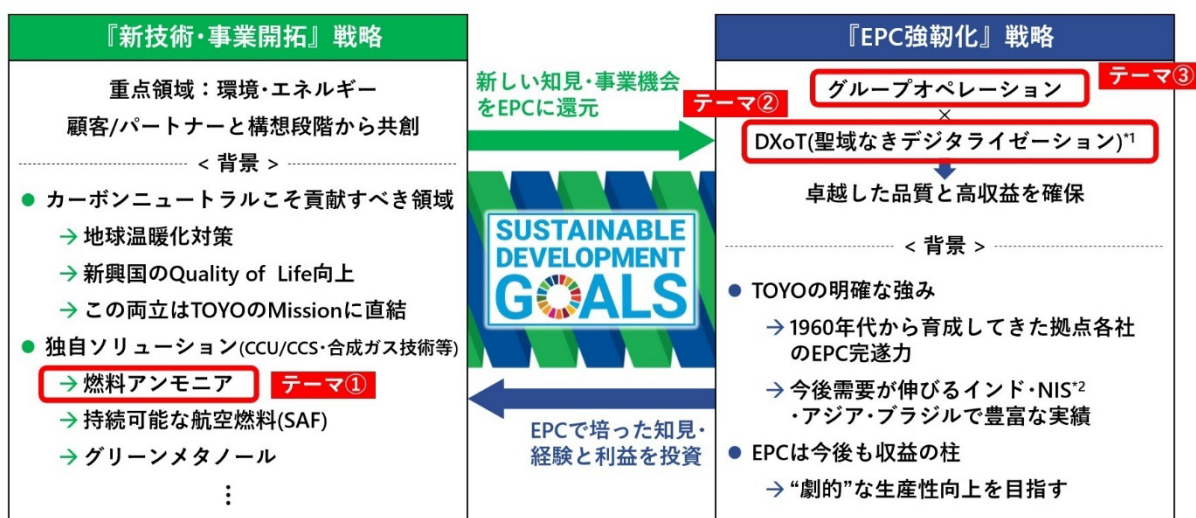 『新技術・事業開拓』戦略
重点領域：環境・エネルギー
顧客/パートナーと構想段階から共創
< 背景 >
● カーボンニュートラルこそ貢献すべき領域
→ 地球温暖化対策
→ 新興国のQuality of Life向上
→ この両立はTOYOのMissionに直結
● 独自ソリューション(CCU/CCS・合成ガス技術等)
→ 燃料アンモニア
テーマ①
→ 持続可能な航空燃料(SAF)
→ グリーンメタノール
⋮
新しい知見・事業機会
をEPCに還元
SUSTAINABLE
DEVELOPMENT
GOALS
EPCで培った知見・
経験と利益を投資
『EPC強靭化』戦略
テーマ③
グループオペレーション
×
テーマ②
DXoT(聖域なきデジタライゼーション)*1
卓越した品質と高収益を確保
< 背景 >
● TOYOの明確な強み
→ 1960年代から育成してきた拠点各社
のEPC完遂力
→ 今後需要が伸びるインド・NIS*2
・アジア・ブラジルで豊富な実績
● EPCは今後も収益の柱
→ “劇的”な生産性向上を目指す